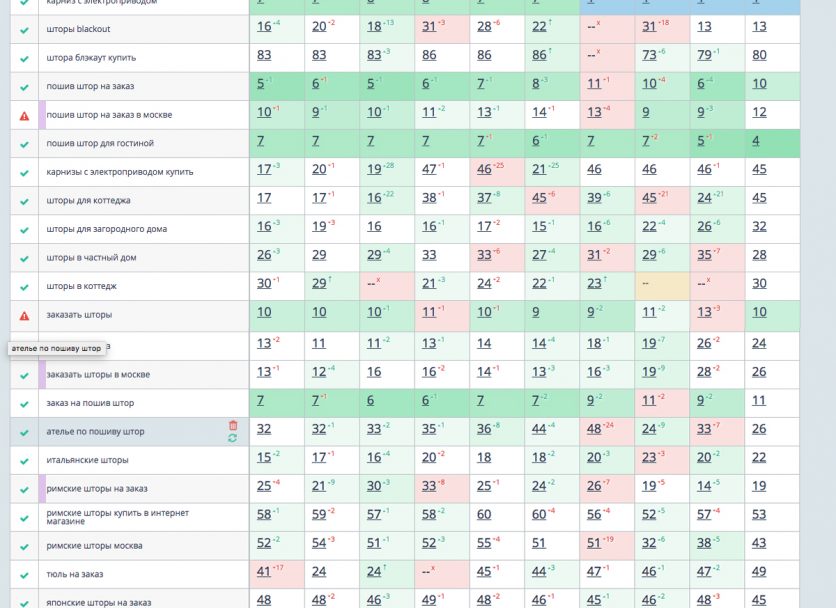 карниз с электроприводом
шторы blackout 16 +4 20 -2 18 +13 31 -3 28 -6 22 ↑ -- x 31 -18 13 13
штора блэкаут купить 83 83 83 +3 86 86 86 ↑ -- x 73 +6 79 +1 80
пошив штор на заказ 5 +1 6 -1 5 +1 6 +1 7 +1 8 +3 11 -1 10 -4 6 +4 10
пошив штор на заказ в москве 10 -1 9 +1 10 +1 11 +2 13 +1 14 -1 13 -4 9 9 +3 12
пошив штор для гостиной 7 7 7 7 7 -1 6 +1 7 7 -2 5 -1 4
карнизы с электроприводом купить 17 +3 20 -1 19 +28 47 -1 46 -25 21 +25 46 46 46 -1 45
шторы для коттеджа 17 17 -1 16 +22 38 -1 37 +8 45 -6 39 +6 45 -21 24 +21 45
шторы для загородного дома 16 +3 19 -3 16 16 +1 17 -2 15 +1 16 +6 22 +4 26 +6 32
шторы в частный дом 26 +3 29 29 +4 33 33 -6 27 +4 31 -2 29 +6 35 -7 28
шторы в коттедж 30 -1 29 ↑ -- x 21 +3 24 -2 22 +1 23 ↑ -- -- x 30
заказать шторы 10 10 10 +1 11 -1 10 -1 9 9 +2 11 +2 13 -3 10
ателье по пошиву штор
13 -2 11 11 +2 13 +1 14 14 +4 18 +1 19 +7 26 -2 24
заказать шторы в москве 13 -1 12 +4 16 16 -2 14 +1 13 +3 16 +3 19 +9 28 -2 26
заказ на пошив штор 7 7 -1 6 6 +1 7 7 +2 9 +2 11 -2 9 +2 11
ателье по пошиву штор 32 32 +1 33 +2 35 +1 36 +8 44 +4 48 -24 24 +9 33 -7 26
итальянские шторы 15 +2 17 -1 16 +4 20 -2 18 18 +2 20 +3 23 -3 20 +2 22
римские шторы на заказ 25 -4 21 +9 30 +3 33 -8 25 -1 24 +2 26 -7 19 -5 14 +5 19
римские шторы купить в интернет
магазине 58 +1 59 -2 57 +1 58 +2 60 60 -4 56 -4 52 +5 57 -4 53
римские шторы москва 52 +2 54 -3 51 +1 52 +3 55 -4 51 51 -19 32 +6 38 +5 43
тюль на заказ 41 -17 24 24 ↑ -- x 45 -1 44 +3 47 -1 46 +1 47 +2 49
японские шторы на заказ 48 48 -2 46 +3 49 -1 48 -2 46 +1 45 +1 46 +2 48 -3 45